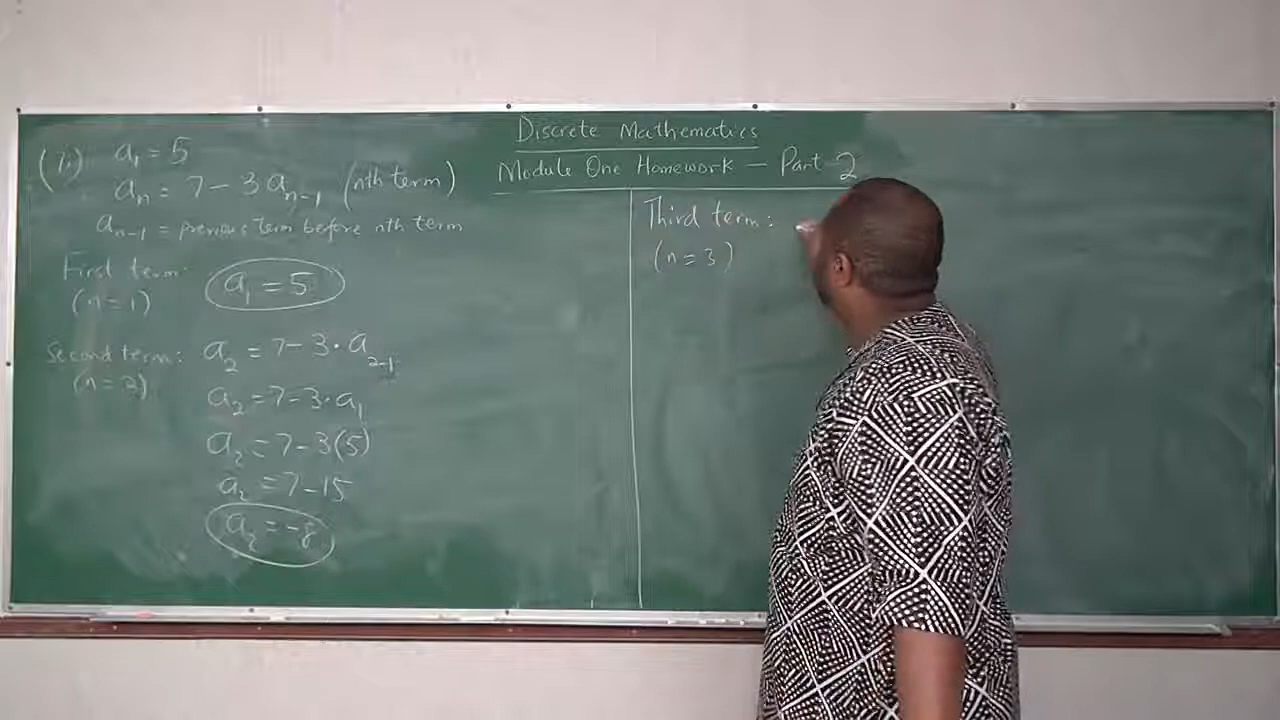 Discrete Mathematics
Module One Homework — Part 2
(ii) a₁ = 5
aₙ = 7 - 3aₙ₋₁ (nth term)
aₙ₋₁ = previous term before nth term
First term:
(n = 1)
a₁ = 5
Second term: a₂ = 7 - 3 · a₂₋₁
(n = 2)
a₂ = 7 - 3 · a₁
a₂ = 7 - 3(5)
a₂ = 7 - 15
a₂ = -8
Third term:
(n = 3)